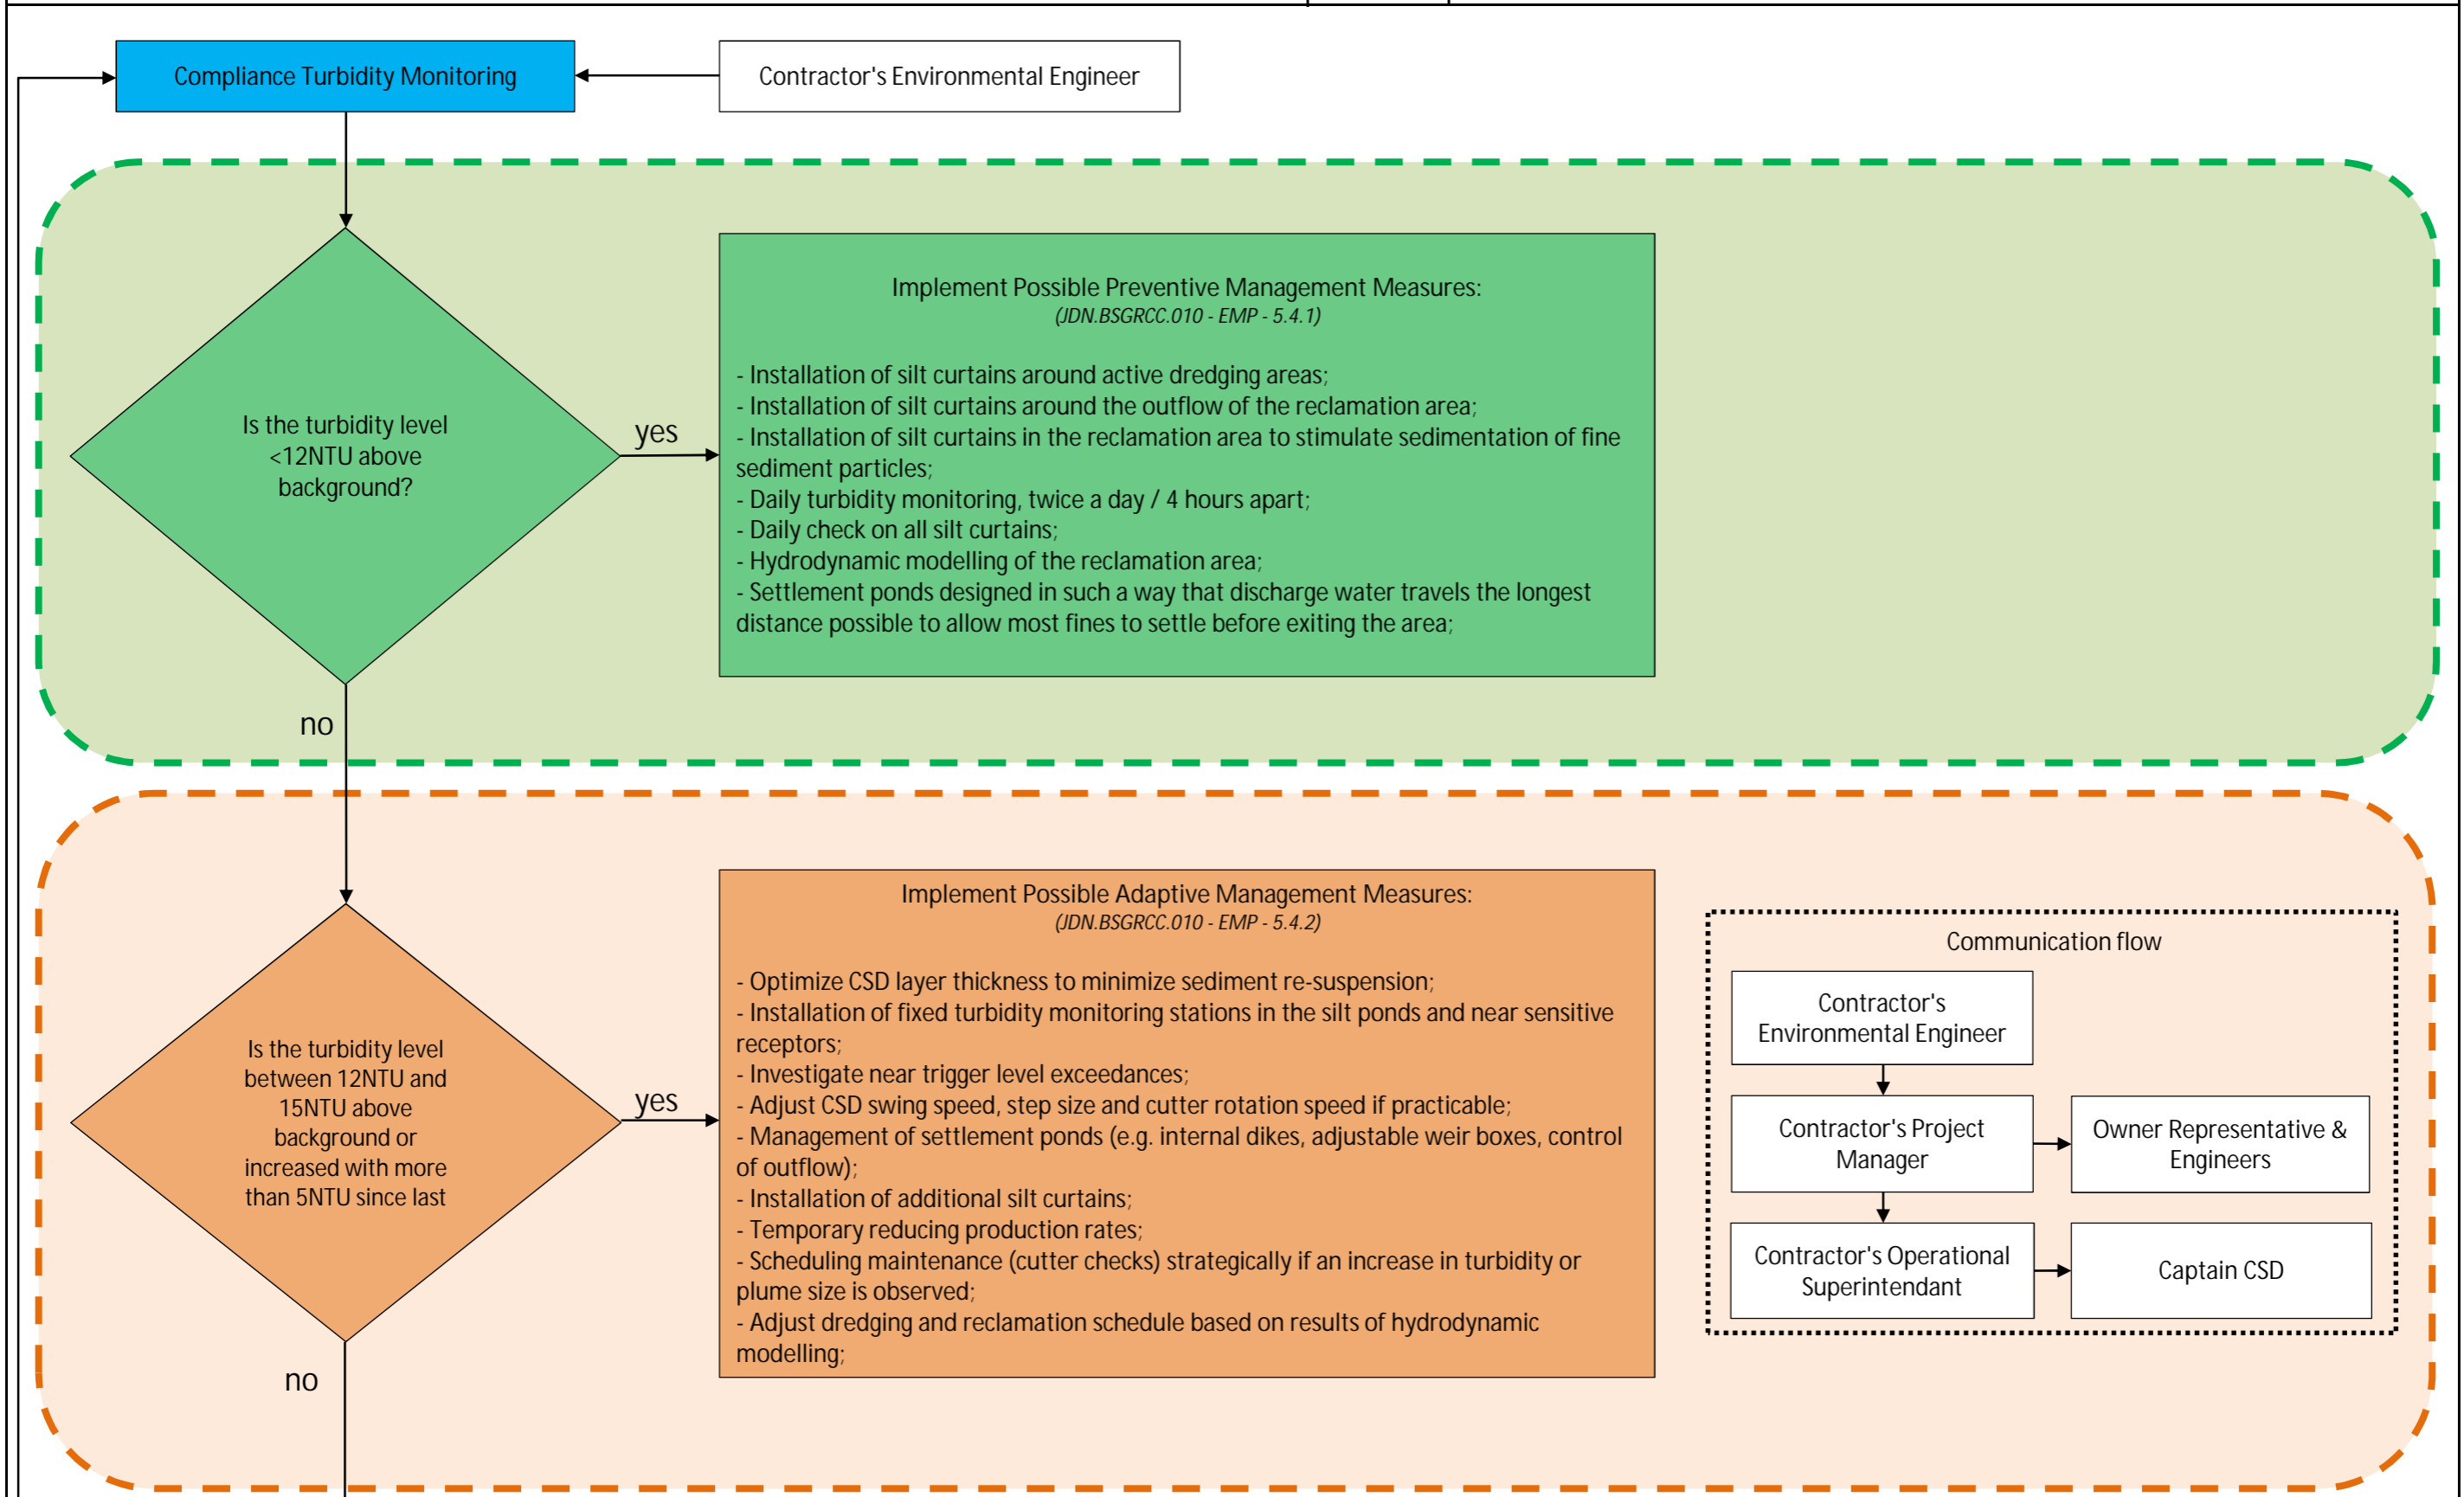 Compliance Turbidity Monitoring
Contractor's Environmental Engineer
Is the turbidity level
<12NTU above
background?
yes
no
Implement Possible Preventive Management Measures:
(JDN.BSGRCC.010 - EMP - 5.4.1)
- Installation of silt curtains around active dredging areas;
- Installation of silt curtains around the outflow of the reclamation area;
- Installation of silt curtains in the reclamation area to stimulate sedimentation of fine
sediment particles;
- Daily turbidity monitoring, twice a day / 4 hours apart;
- Daily check on all silt curtains;
- Hydrodynamic modelling of the reclamation area;
- Settlement ponds designed in such a way that discharge water travels the longest
distance possible to allow most fines to settle before exiting the area;
Is the turbidity level
between 12NTU and
15NTU above
background or
increased with more
than 5NTU since last
yes
no
Implement Possible Adaptive Management Measures:
(JDN.BSGRCC.010 - EMP - 5.4.2)
- Optimize CSD layer thickness to minimize sediment re-suspension;
- Installation of fixed turbidity monitoring stations in the silt ponds and near sensitive
receptors;
- Investigate near trigger level exceedances;
- Adjust CSD swing speed, step size and cutter rotation speed if practicable;
- Management of settlement ponds (e.g. internal dikes, adjustable weir boxes, control
of outflow);
- Installation of additional silt curtains;
- Temporary reducing production rates;
- Scheduling maintenance (cutter checks) strategically if an increase in turbidity or
plume size is observed;
- Adjust dredging and reclamation schedule based on results of hydrodynamic
modelling;
Communication flow
Contractor's
Environmental Engineer
Contractor's Project
Manager
Owner Representative &
Engineers
Contractor's Operational
Superintendant
Captain CSD